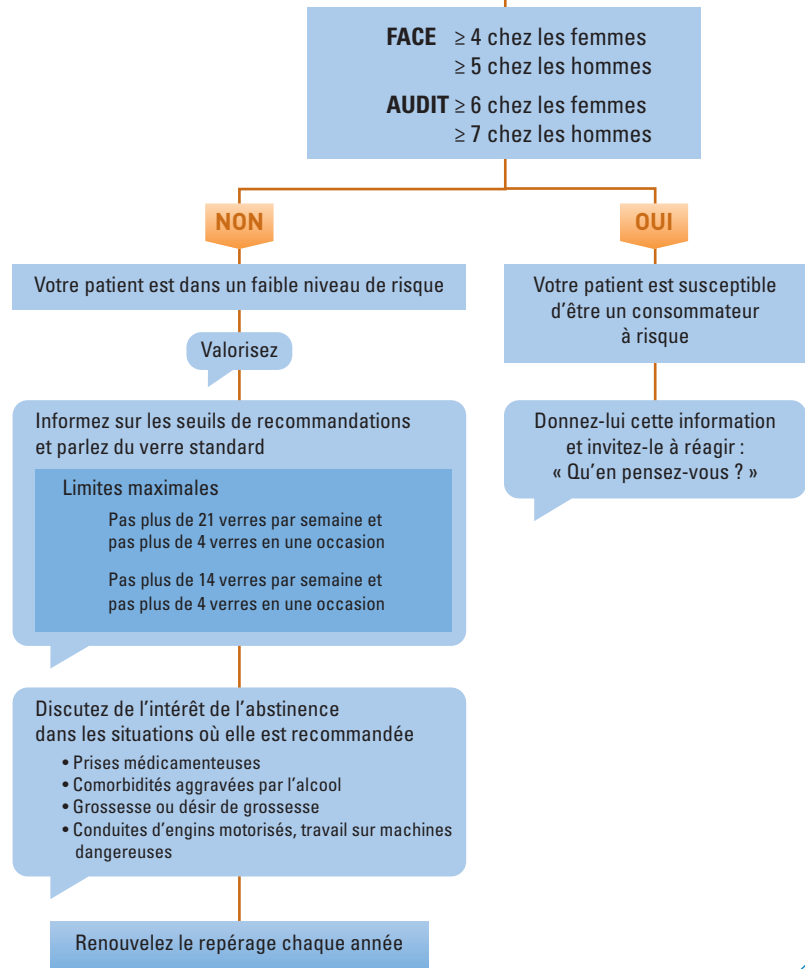 FACE ≥ 4 chez les femmes
≥ 5 chez les hommes
AUDIT ≥ 6 chez les femmes
≥ 7 chez les hommes
NON
Votre patient est dans un faible niveau de risque
Valorisez
Informez sur les seuils de recommandations
et parlez du verre standard
Limites maximales
Pas plus de 21 verres par semaine et
pas plus de 4 verres en une occasion
Pas plus de 14 verres par semaine et
pas plus de 4 verres en une occasion
Discutez de l’intérêt de l’abstinence
dans les situations où elle est recommandée
• Prises médicamenteuses
• Comorbidités aggravées par l’alcool
• Grossesse ou désir de grossesse
• Conduites d’engins motorisés, travail sur machines
dangereuses
Renouvelez le repérage chaque année
OUI
Votre patient est susceptible
d’être un consommateur
à risque
Donnez-lui cette information
et invitez-le à réagir :
« Qu’en pensez-vous ? »